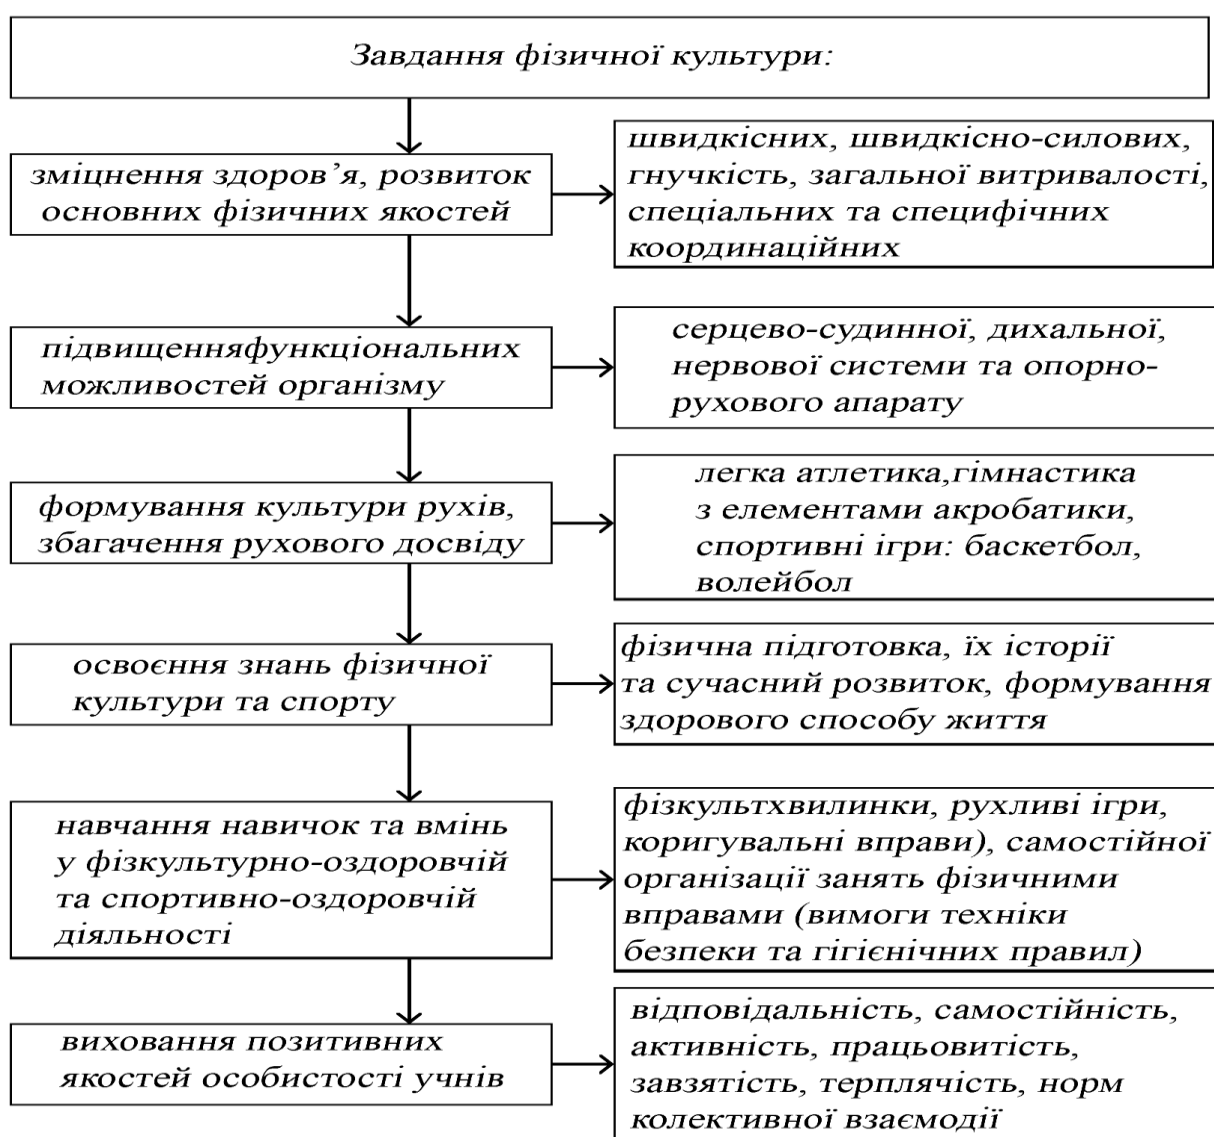 Завдання фізичної культури:
зміцнення здоров’я, розвиток
основних фізичних якостей
швидкісних, швидкісно-силових,
гнучкість, загальної витривалості,
спеціальних та специфічних
координаційних
підвищенняфункціональних
можливостей організму
серцево-судинної, дихальної,
нервової системи та опорно-
рухового апарату
формування культури рухів,
збагачення рухового досвіду
легка атлетика,гімнастика
з елементами акробатики,
спортивні ігри: баскетбол,
волейбол
освоєння знань фізичної
культури та спорту
фізична підготовка, їх історії
та сучасний розвиток, формування
здорового способу життя
навчання навичок та вмінь
у фізкультурно-оздоровчій
та спортивно-оздоровчій
діяльності
фізкультхвилинки, рухливі ігри,
коригувальні вправи), самостійної
організації занять фізичними
вправами (вимоги техніки
безпеки та гігієнічних правил)
виховання позитивних
якостей особистості учнів
відповідальність, самостійність,
активність, працьовитість,
завзятість, терплячість, норм
колективної взаємодії